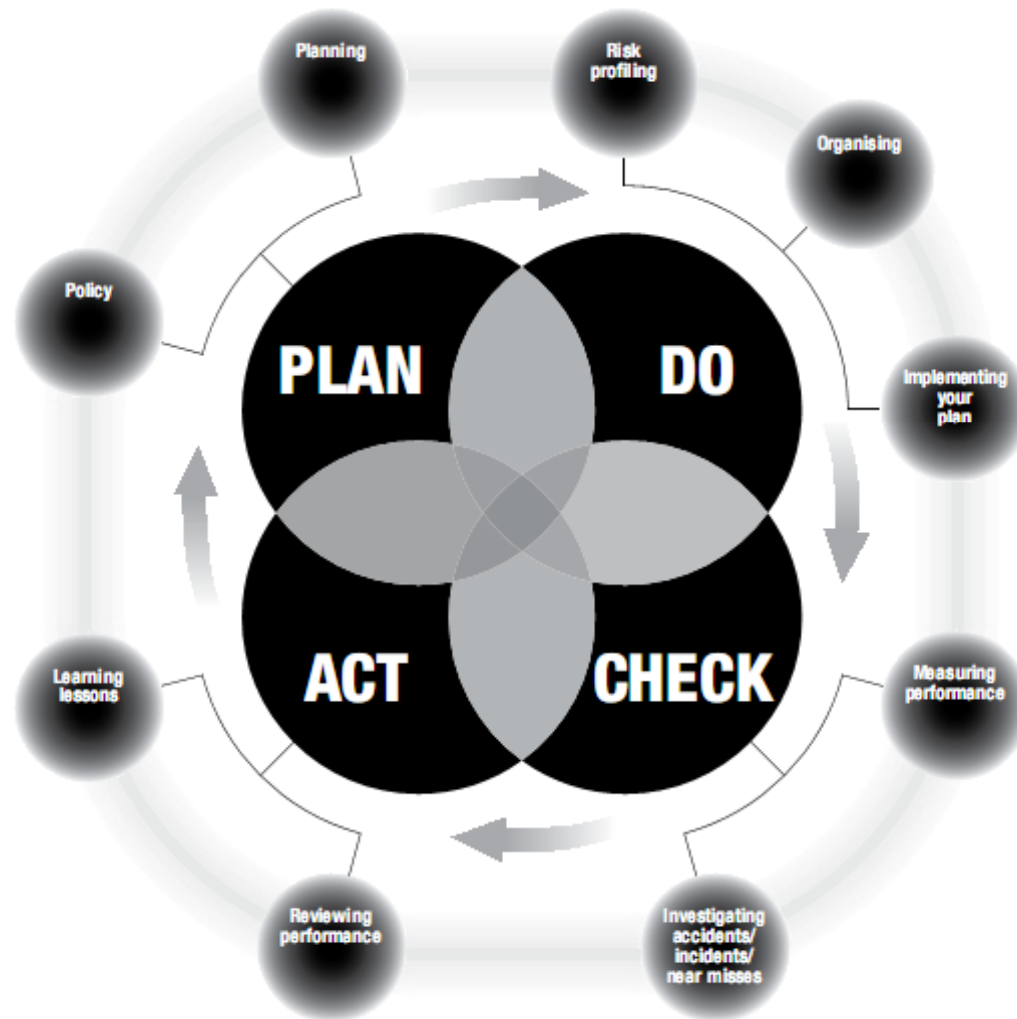 Planning
Risk
profiling
Organising
Policy
PLAN
DO
Implementing
your
plan
ACT
CHECK
Learning
lessons
Measuring
performance
Reviewing
performance
Investigating
accidents/
incidents/
near misses